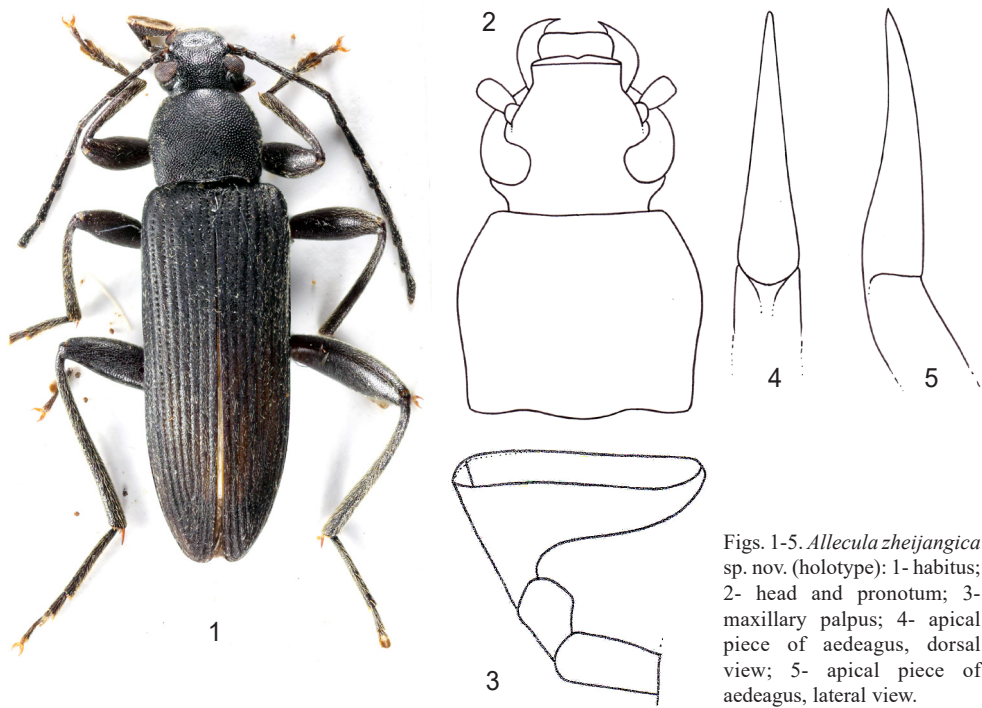 2
4
5
1
3
Figs. 1-5. Allecula zheijangica
sp. nov. (holotype): 1- habitus;
2- head and pronotum; 3-
maxillary palpus; 4- apical
piece of aedeagus, dorsal
view; 5- apical piece of
aedeagus, lateral view.